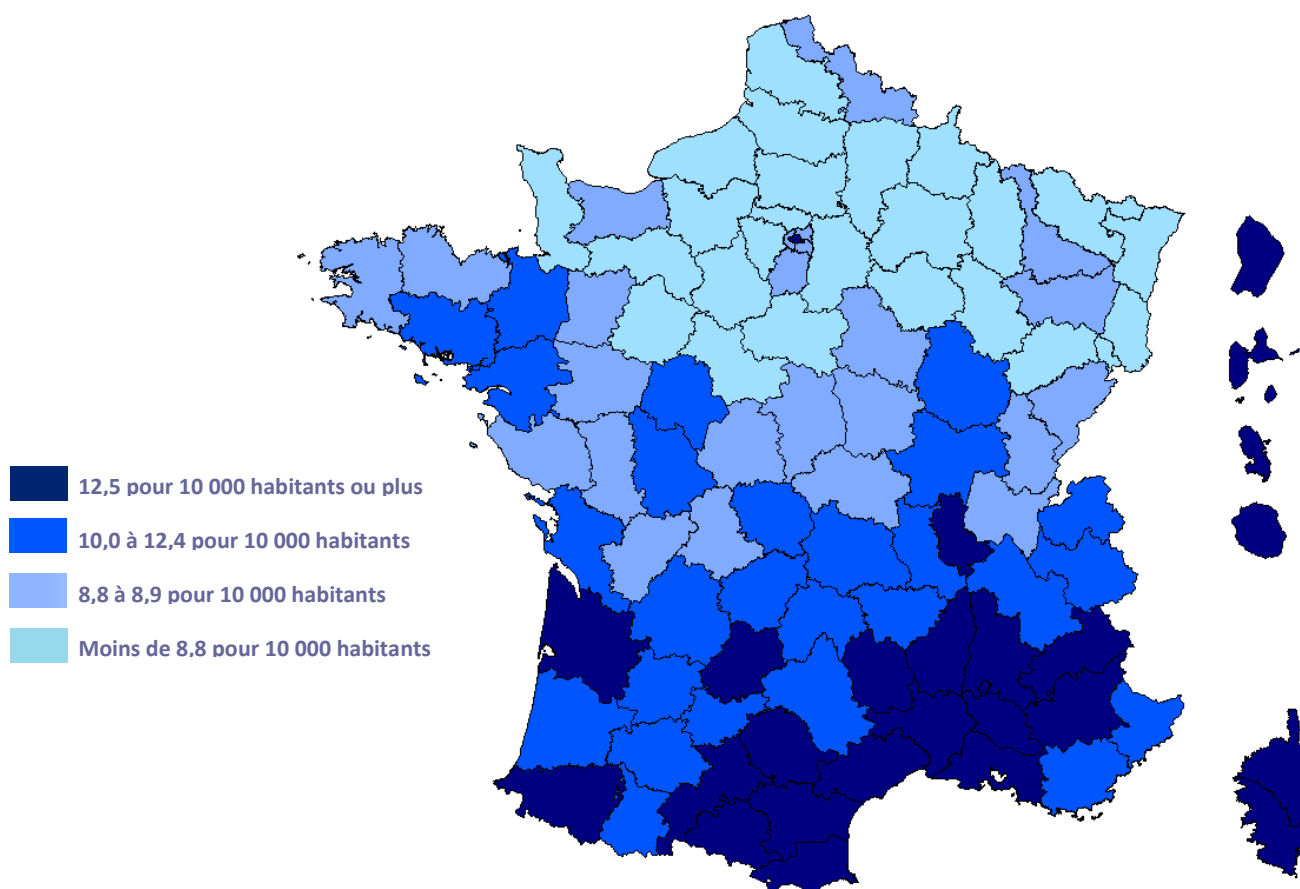 12,5 pour 10 000 habitants ou plus
10,0 à 12,4 pour 10 000 habitants
8,8 à 8,9 pour 10 000 habitants
Moins de 8,8 pour 10 000 habitants